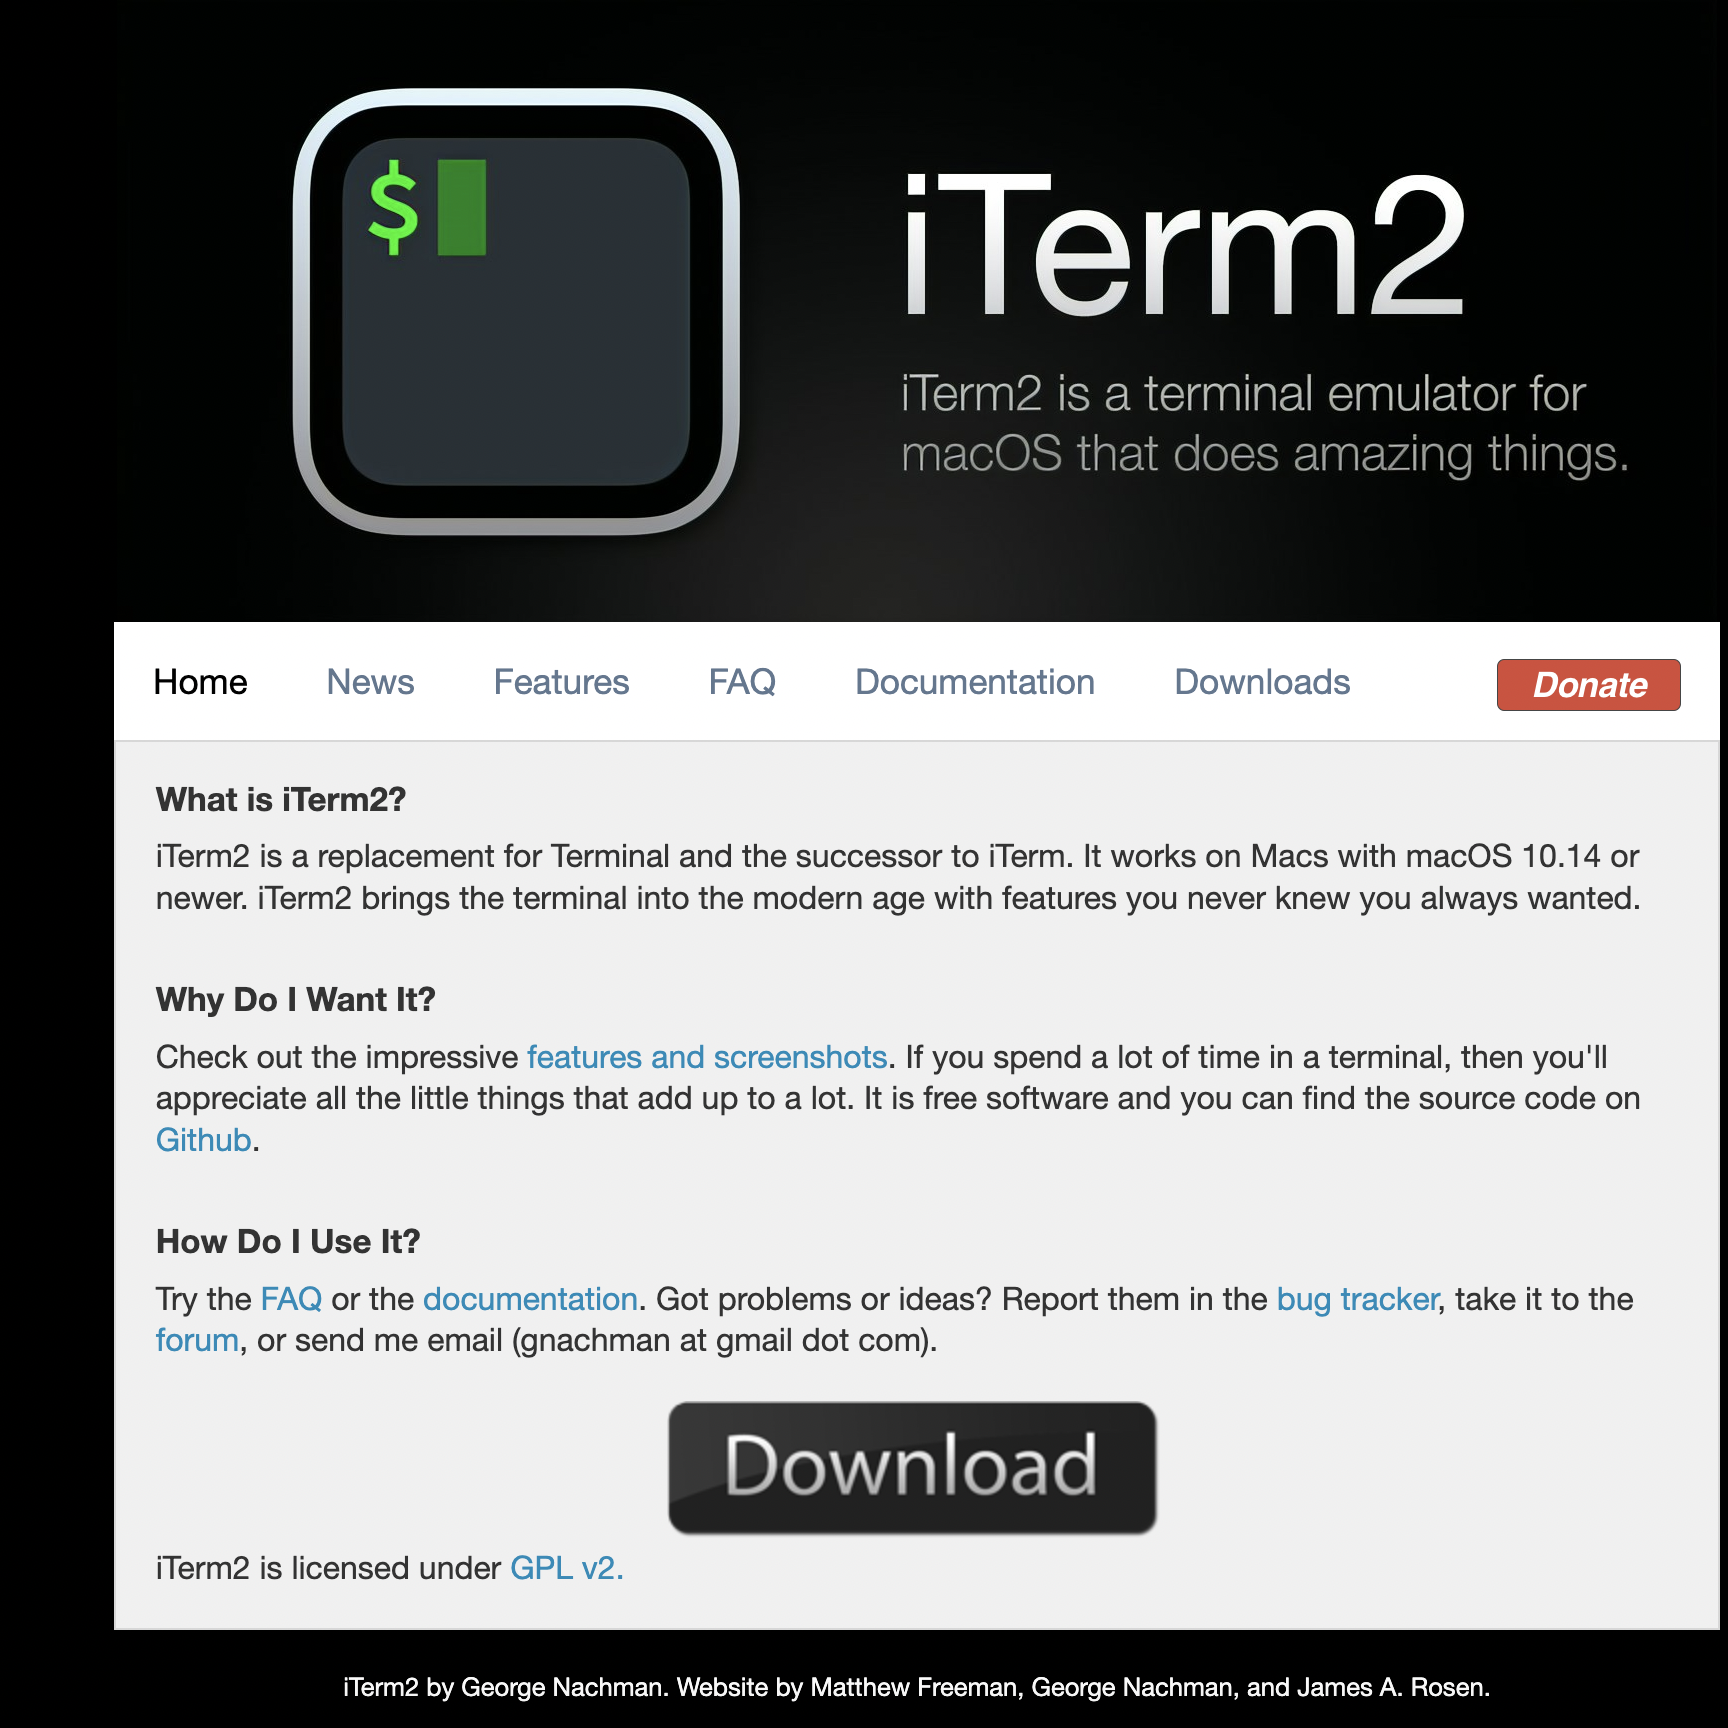 $
iTerm2
iTerm2 is a terminal emulator for
macOS that does amazing things.
Home News Features FAQ Documentation Downloads Donate
What is iTerm2?
iTerm2 is a replacement for Terminal and the successor to iTerm. It works on Macs with macOS 10.14 or
newer. iTerm2 brings the terminal into the modern age with features you never knew you always wanted.
Why Do I Want It?
Check out the impressive features and screenshots. If you spend a lot of time in a terminal, then you'll
appreciate all the little things that add up to a lot. It is free software and you can find the source code on
Github.
How Do I Use It?
Try the FAQ or the documentation. Got problems or ideas? Report them in the bug tracker, take it to the
forum, or send me email (gnachman at gmail dot com).
Download
iTerm2 is licensed under GPL v2.
iTerm2 by George Nachman. Website by Matthew Freeman, George Nachman, and James A. Rosen.